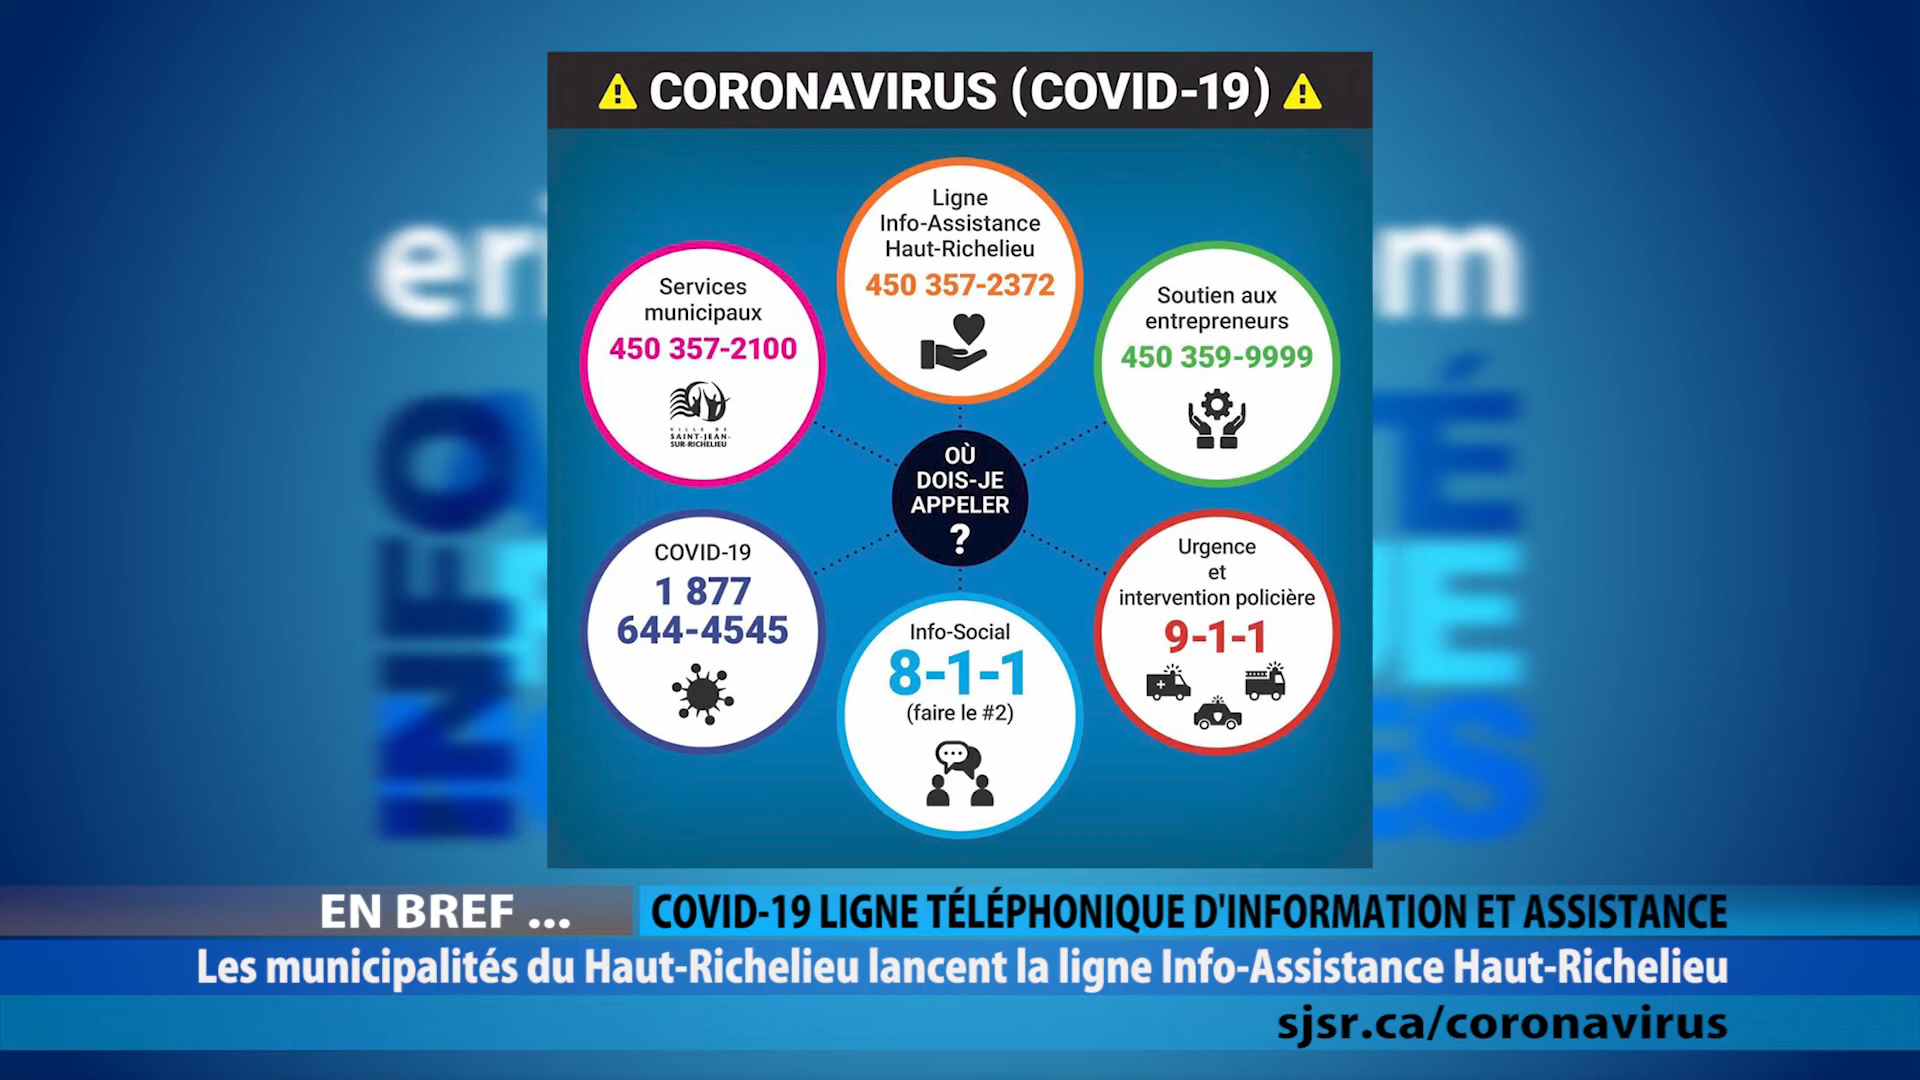 CORONAVIRUS (COVID-19)
Ligne
Info-Assistance
Haut-Richelieu
450 357-2372
Services
municipaux
450 357-2100
VILLE DE
SAINT-JEAN-
SUR-RICHELIEU
Soutien aux
entrepreneurs
450 359-9999
OÙ
DOIS-JE
APPELER
?
COVID-19
1 877
644-4545
Info-Social
8-1-1
(faire le #2)
Urgence
et
intervention policière
9-1-1
INFO
EN BREF ...
COVID-19 LIGNE TÉLÉPHONIQUE D'INFORMATION ET ASSISTANCE
Les municipalités du Haut-Richelieu lancent la ligne Info-Assistance Haut-Richelieu
sjsr.ca/coronavirus